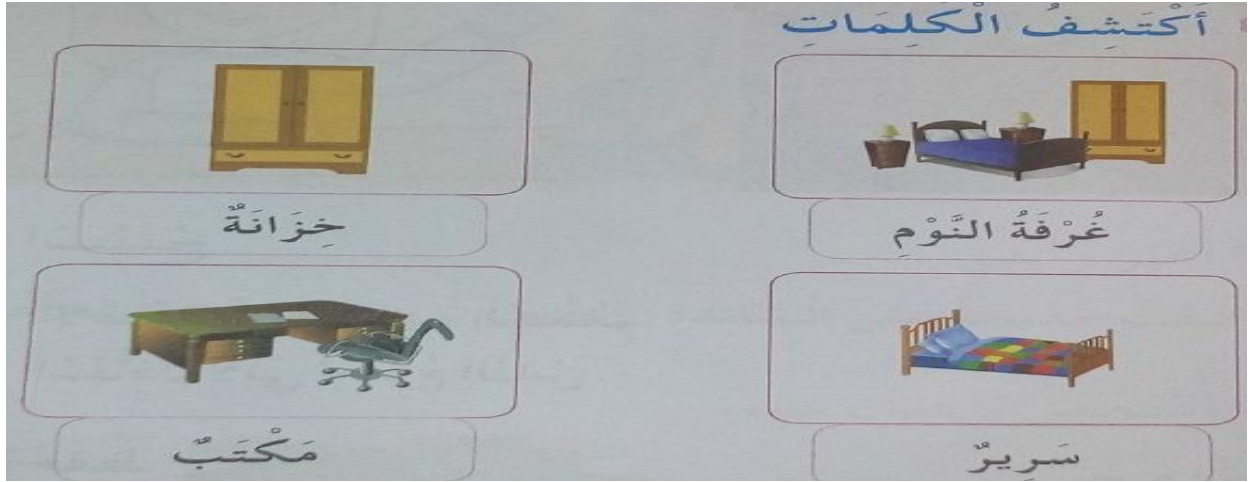 أَكْتَشِفُ الْكَلِمَاتِ
غُرْفَةُ النَّوْمِ
خِزَانَةٌ
سَرِيرٌ
مَكْتَبٌ